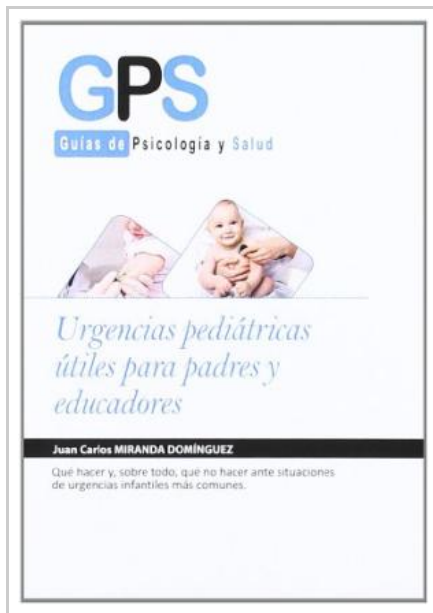 GPS
Guías de Psicología y Salud
Urgencias pediátricas
útiles para padres y
educadores
Juan Carlos MIRANDA DOMÍNGUEZ
Qué hacer y, sobre todo, que no hacer ante situaciones
de urgencias infantiles más comunes.